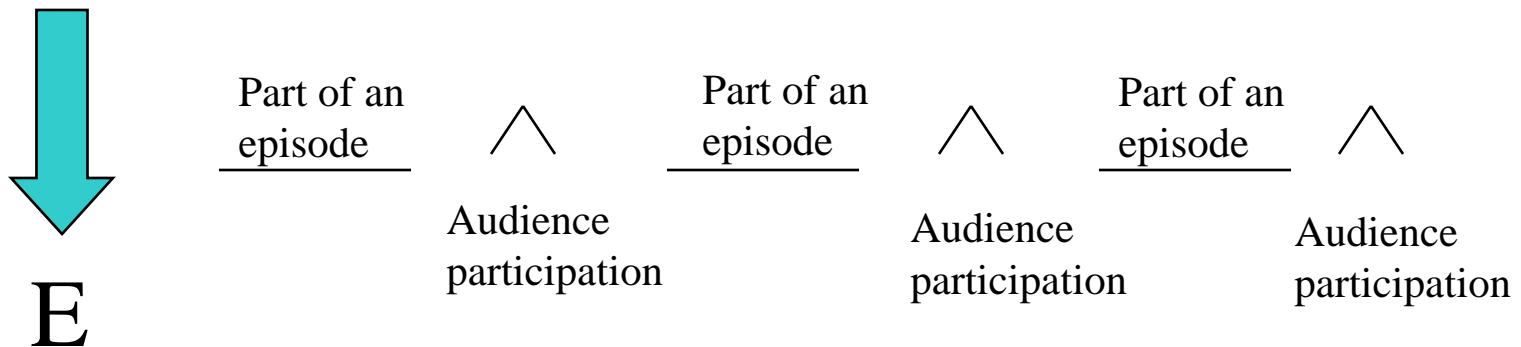 Part of an
episode
Audience
participation
Part of an
episode
Audience
participation
Part of an
episode
Audience
participation
E